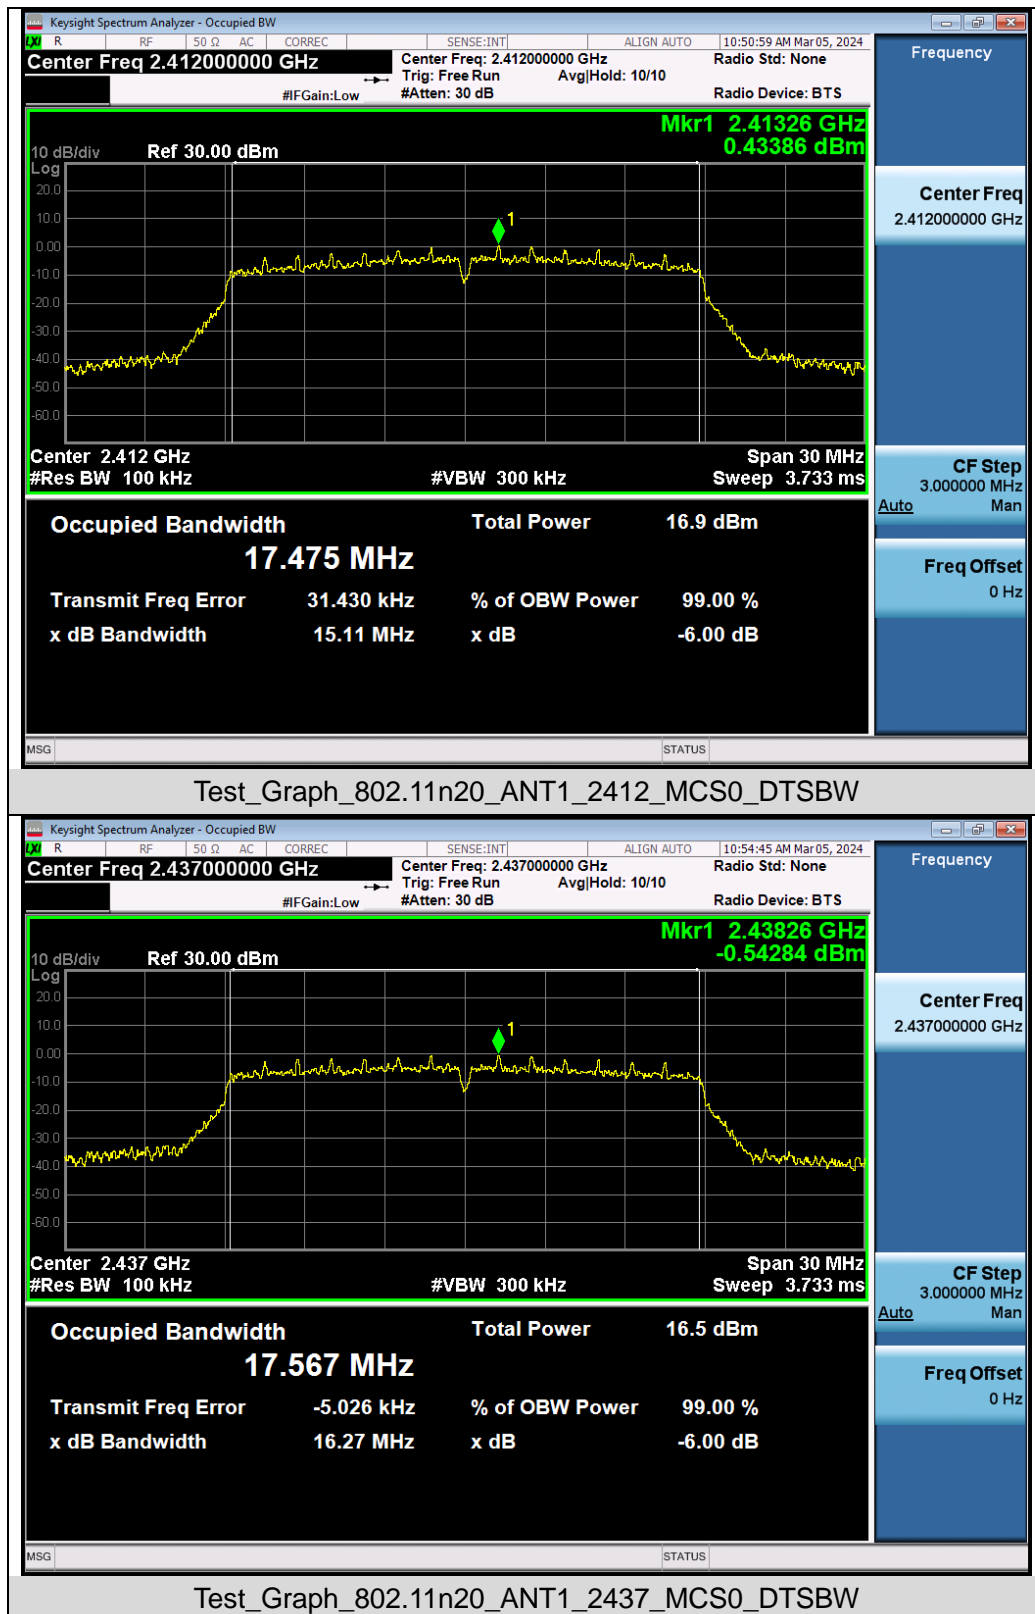 Keysight Spectrum Analyzer - Occupied BW
LXI R RF 50 Ω AC CORREC SENSE:INT ALIGN AUTO 10:50:59 AM Mar 05, 2024
Center Freq 2.412000000 GHz Center Freq: 2.412000000 GHz Radio Std: None
Trig: Free Run Avg|Hold: 10/10
#IFGain:Low #Atten: 30 dB Radio Device: BTS
Mkr1 2.41326 GHz
10 dB/div Ref 30.00 dBm 0.43386 dBm
Log
20.0
10.0
0.00
-10.0
-20.0
-30.0
-40.0
-50.0
-60.0
1
Center 2.412 GHz Span 30 MHz
#Res BW 100 kHz #VBW 300 kHz Sweep 3.733 ms
Occupied Bandwidth Total Power 16.9 dBm
17.475 MHz
Transmit Freq Error 31.430 kHz % of OBW Power 99.00 %
x dB Bandwidth 15.11 MHz x dB -6.00 dB
MSG STATUS
Frequency
Center Freq
2.412000000 GHz
CF Step
3.000000 MHz
Auto Man
Freq Offset
0 Hz
Test_Graph_802.11n20_ANT1_2412_MCS0_DTSBW
Keysight Spectrum Analyzer - Occupied BW
LXI R RF 50 Ω AC CORREC SENSE:INT ALIGN AUTO 10:54:45 AM Mar 05, 2024
Center Freq 2.437000000 GHz Center Freq: 2.437000000 GHz Radio Std: None
Trig: Free Run Avg|Hold: 10/10
#IFGain:Low #Atten: 30 dB Radio Device: BTS
Mkr1 2.43826 GHz
10 dB/div Ref 30.00 dBm -0.54284 dBm
Log
20.0
10.0
0.00
-10.0
-20.0
-30.0
-40.0
-50.0
-60.0
1
Center 2.437 GHz Span 30 MHz
#Res BW 100 kHz #VBW 300 kHz Sweep 3.733 ms
Occupied Bandwidth Total Power 16.5 dBm
17.567 MHz
Transmit Freq Error -5.026 kHz % of OBW Power 99.00 %
x dB Bandwidth 16.27 MHz x dB -6.00 dB
MSG STATUS
Frequency
Center Freq
2.437000000 GHz
CF Step
3.000000 MHz
Auto Man
Freq Offset
0 Hz
Test_Graph_802.11n20_ANT1_2437_MCS0_DTSBW